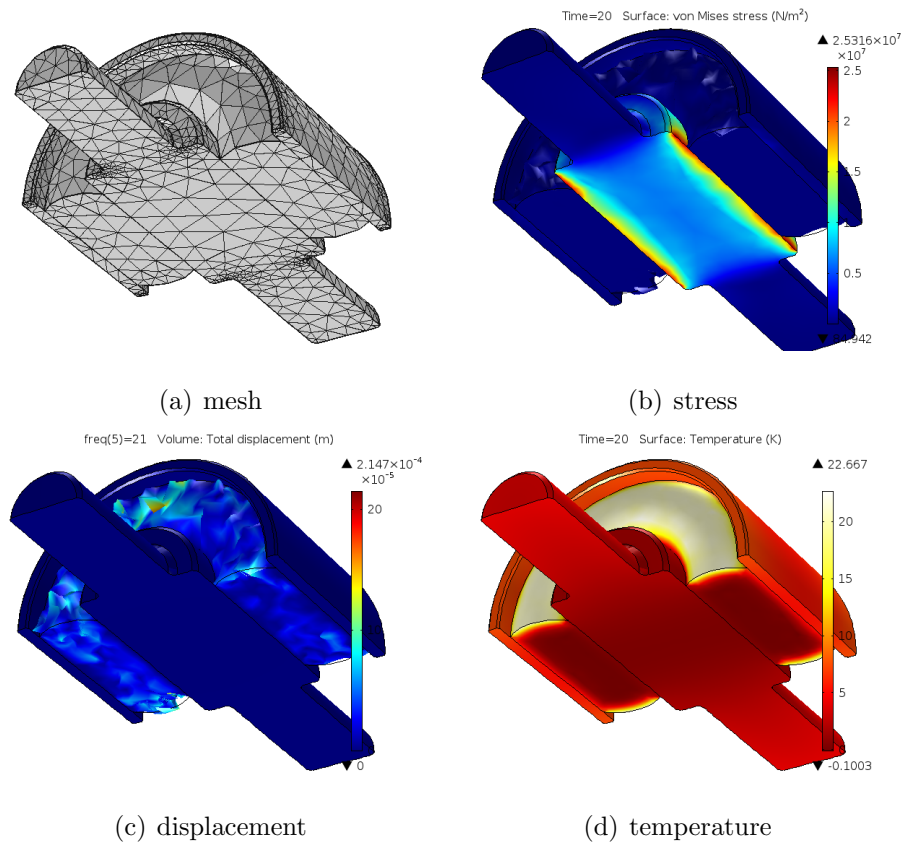 Time=20 Surface: von Mises stress (N/m²)
▲ 2.5316×10⁷
×10⁷
2.5
2
1.5
1
0.5
(a) mesh
(b) stress
freq(5)=21 Volume: Total displacement (m)
▲ 2.147×10⁻⁴
×10⁻⁵
20
▼ 0
(c) displacement
Time=20 Surface: Temperature (K)
▲ 22.667
20
15
10
5
▼ -0.1003
(d) temperature